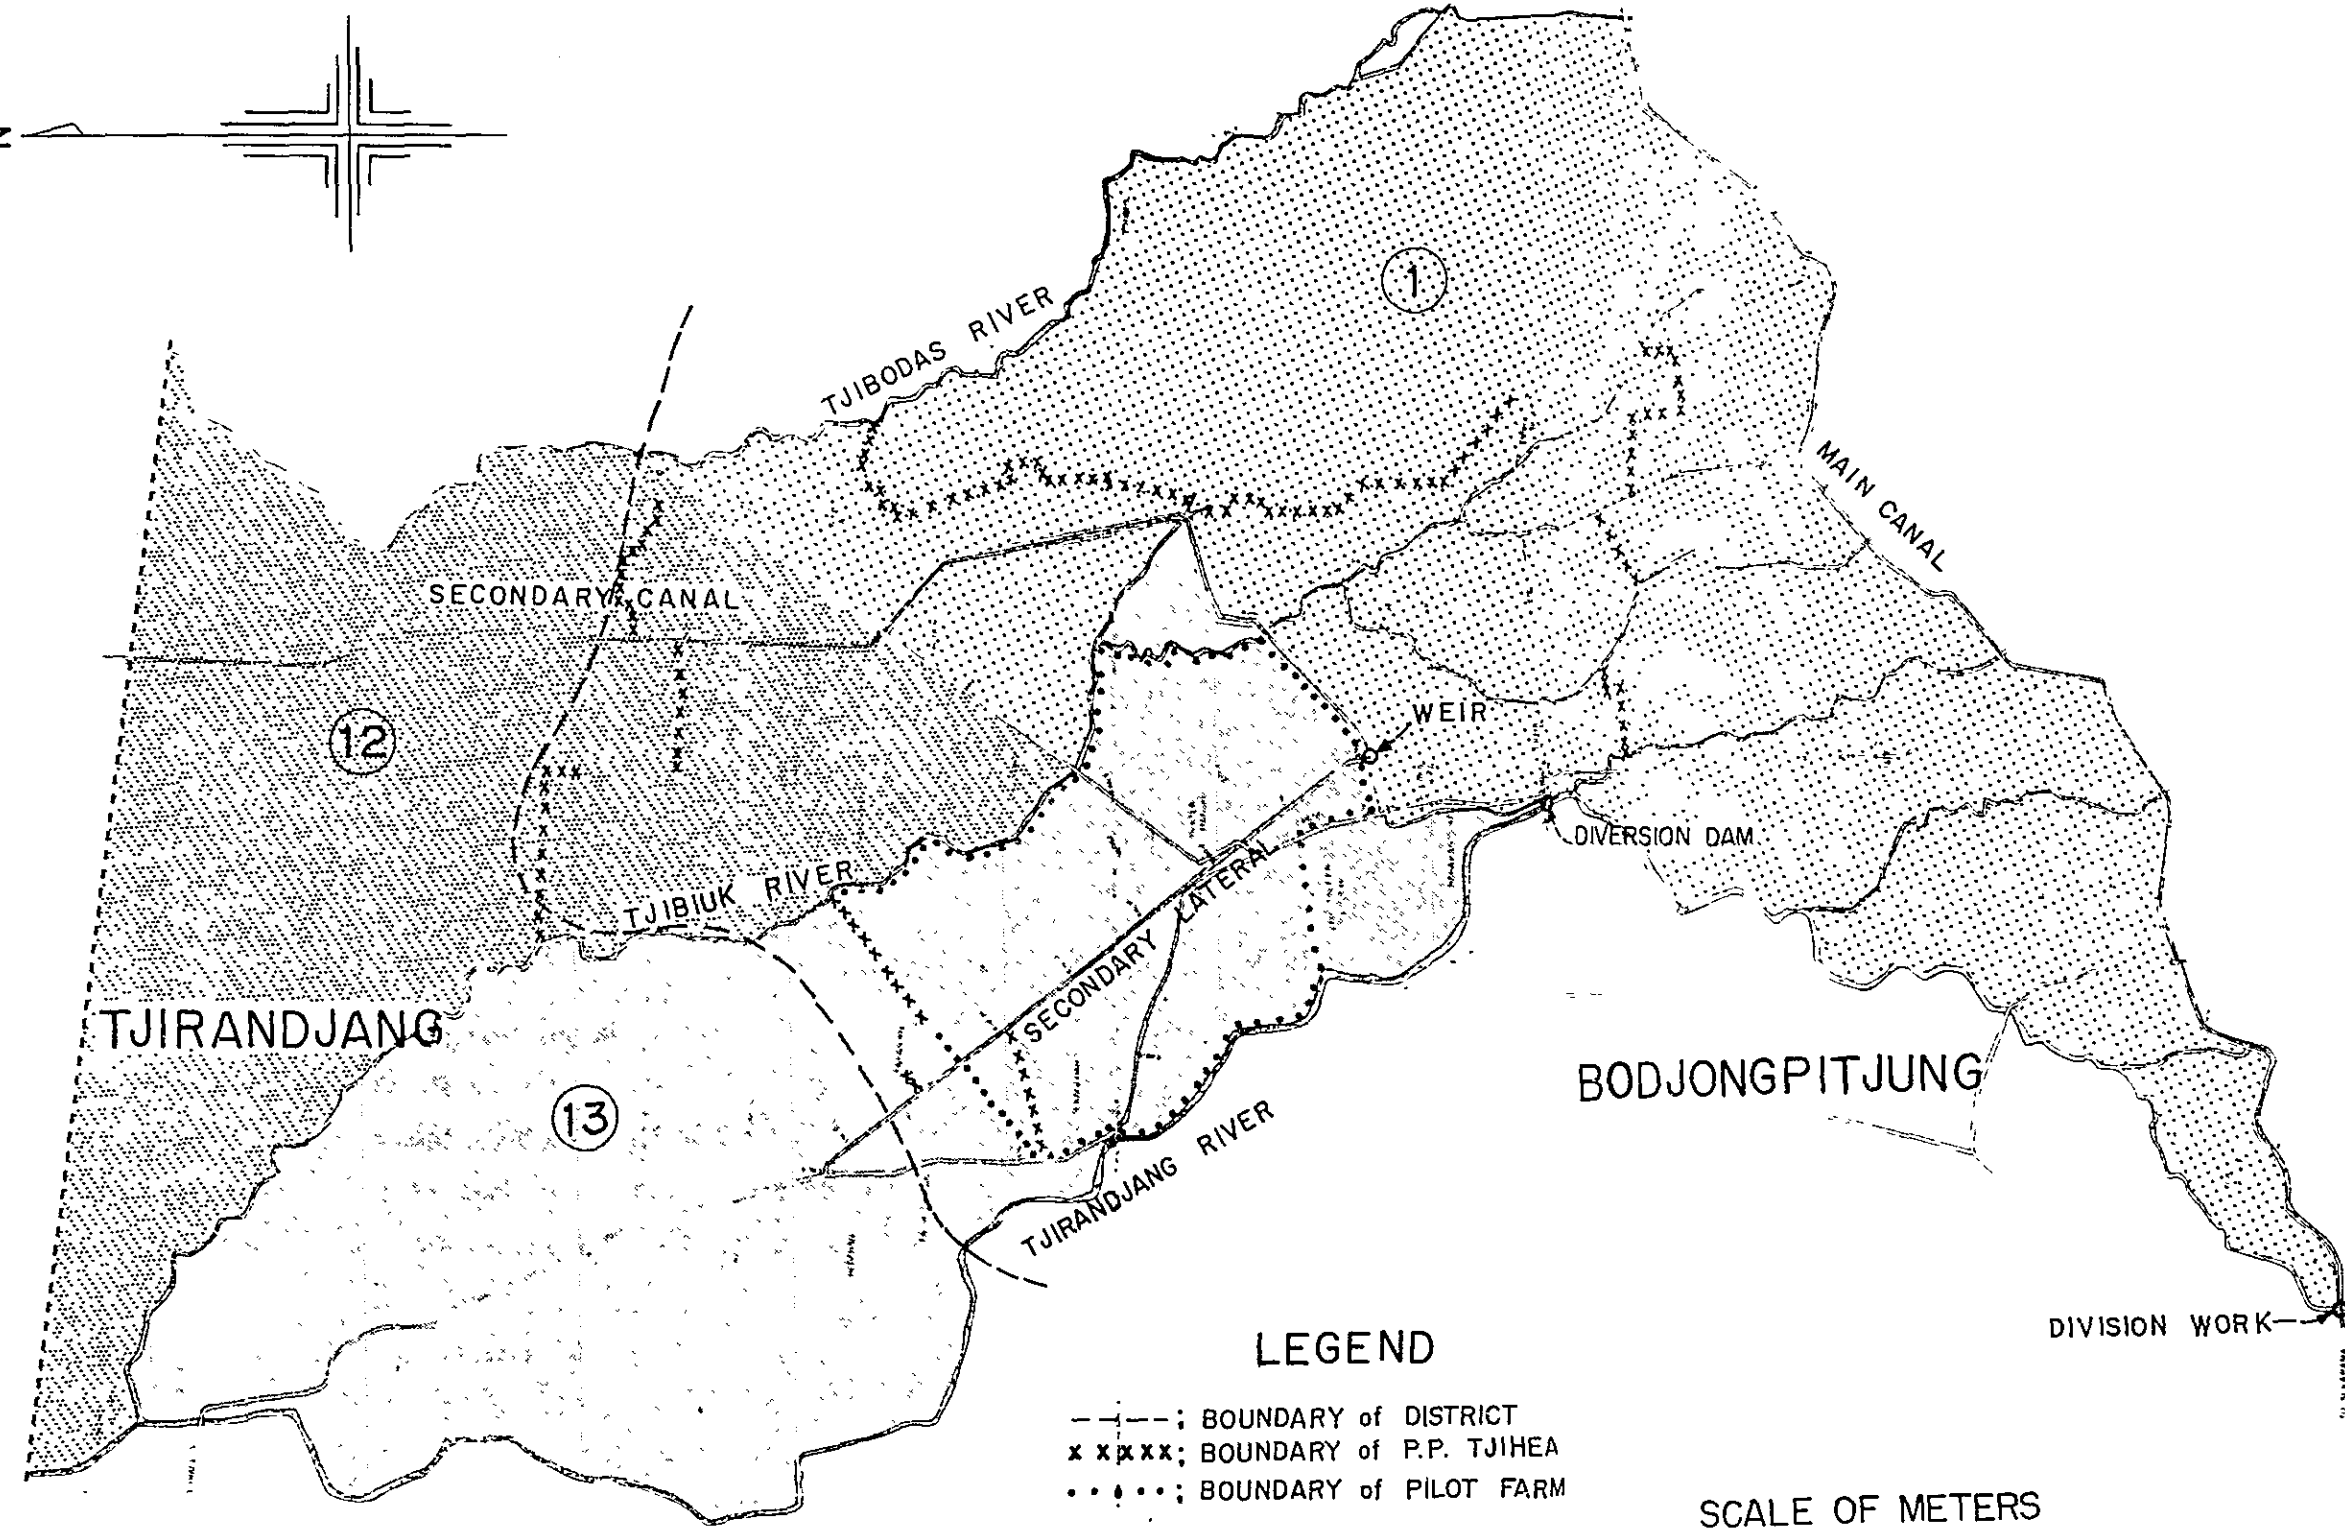 N
1
TJIBODAS RIVER
MAIN CANAL
SECONDARY CANAL
12
WEIR
DIVERSION DAM
TJIBIUK RIVER
SECONDARY LATERAL
TJIRANDJANG
13
BODJONGPITJUNG
TJIRANDJANG RIVER
DIVISION WORK
LEGEND
; BOUNDARY of DISTRICT
; BOUNDARY of P.P. TJIHEA
; BOUNDARY of PILOT FARM
SCALE OF METERS